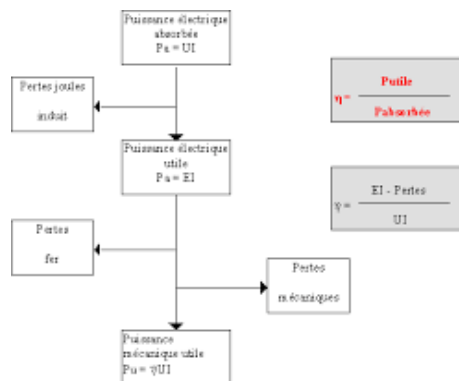 Puissance électrique
absorbée
Pa = UI
Pertes joules
induit
η = Putile
Pabsorbée
Puissance électrique
utile
Pu = EI
η = EI - Pertes
UI
Pertes
fer
Pertes
mécaniques
Puissance
mécanique utile
Pu = ηUI